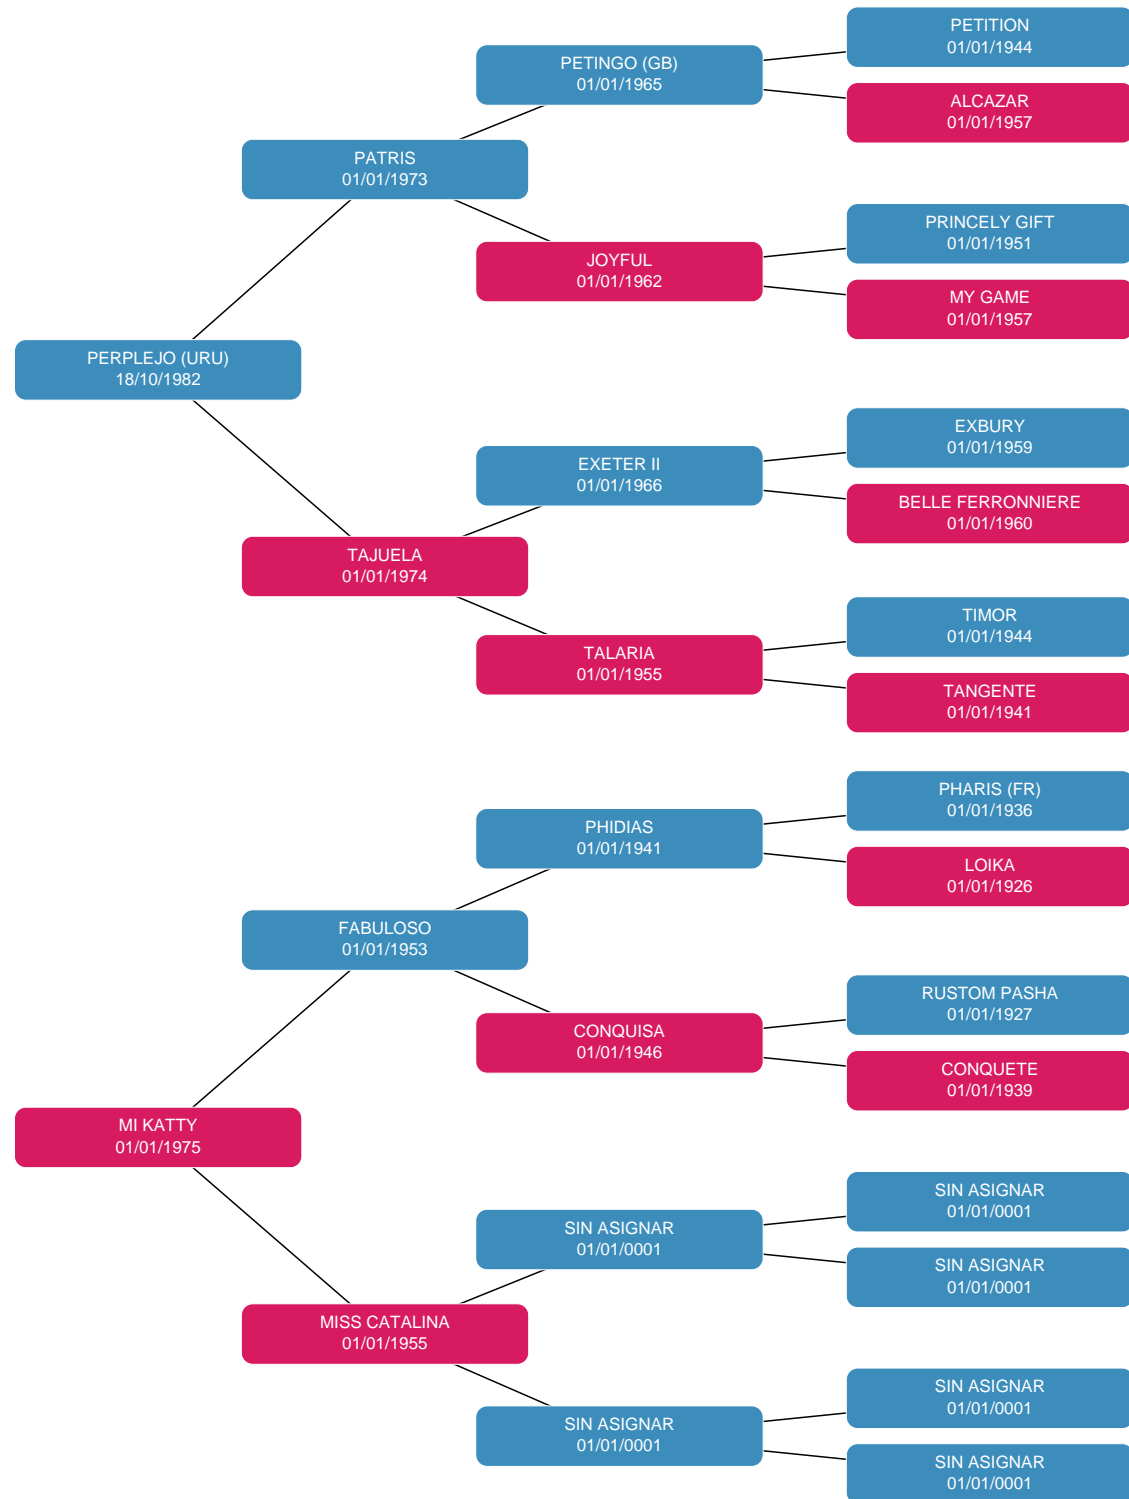 PETITION
01/01/1944
PETINGO (GB)
01/01/1965
ALCAZAR
01/01/1957
PATRIS
01/01/1973
PRINCELY GIFT
01/01/1951
JOYFUL
01/01/1962
MY GAME
01/01/1957
PERPLEJO (URU)
18/10/1982
EXBURY
01/01/1959
EXETER II
01/01/1966
BELLE FERRONNIERE
01/01/1960
TAJUELA
01/01/1974
TIMOR
01/01/1944
TALARIA
01/01/1955
TANGENTE
01/01/1941
PHARIS (FR)
01/01/1936
PHIDIAS
01/01/1941
LOIKA
01/01/1926
FABULOSO
01/01/1953
RUSTOM PASHA
01/01/1927
CONQUISA
01/01/1946
CONQUETE
01/01/1939
MI KATTY
01/01/1975
SIN ASIGNAR
01/01/0001
SIN ASIGNAR
01/01/0001
SIN ASIGNAR
01/01/0001
MISS CATALINA
01/01/1955
SIN ASIGNAR
01/01/0001
SIN ASIGNAR
01/01/0001
SIN ASIGNAR
01/01/0001